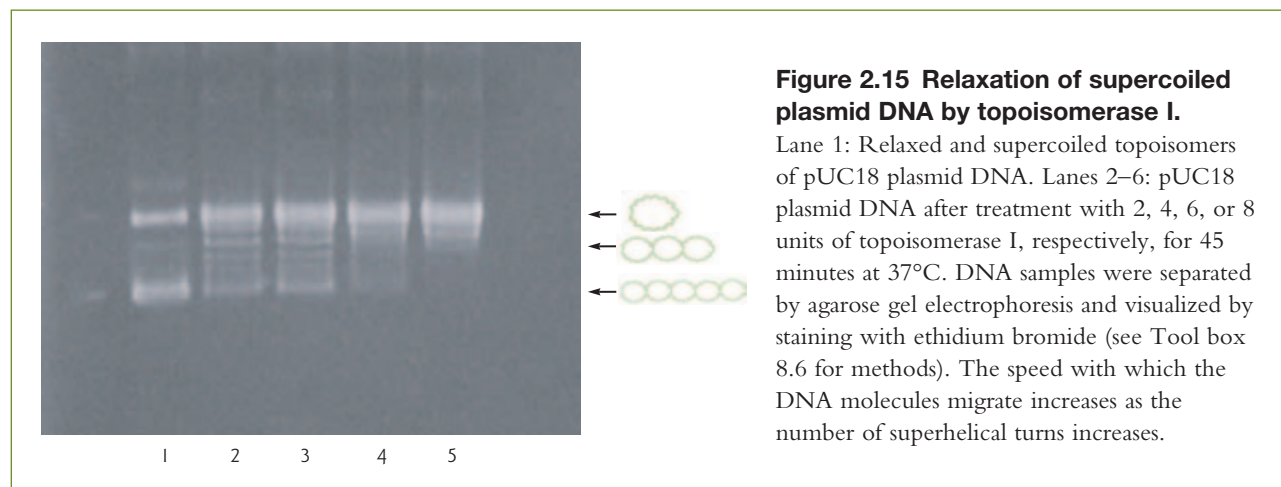 1 2 3 4 5
Figure 2.15 Relaxation of supercoiled
plasmid DNA by topoisomerase I.
Lane 1: Relaxed and supercoiled topoisomers
of pUC18 plasmid DNA. Lanes 2–6: pUC18
plasmid DNA after treatment with 2, 4, 6, or 8
units of topoisomerase I, respectively, for 45
minutes at 37°C. DNA samples were separated
by agarose gel electrophoresis and visualized by
staining with ethidium bromide (see Tool box
8.6 for methods). The speed with which the
DNA molecules migrate increases as the
number of superhelical turns increases.